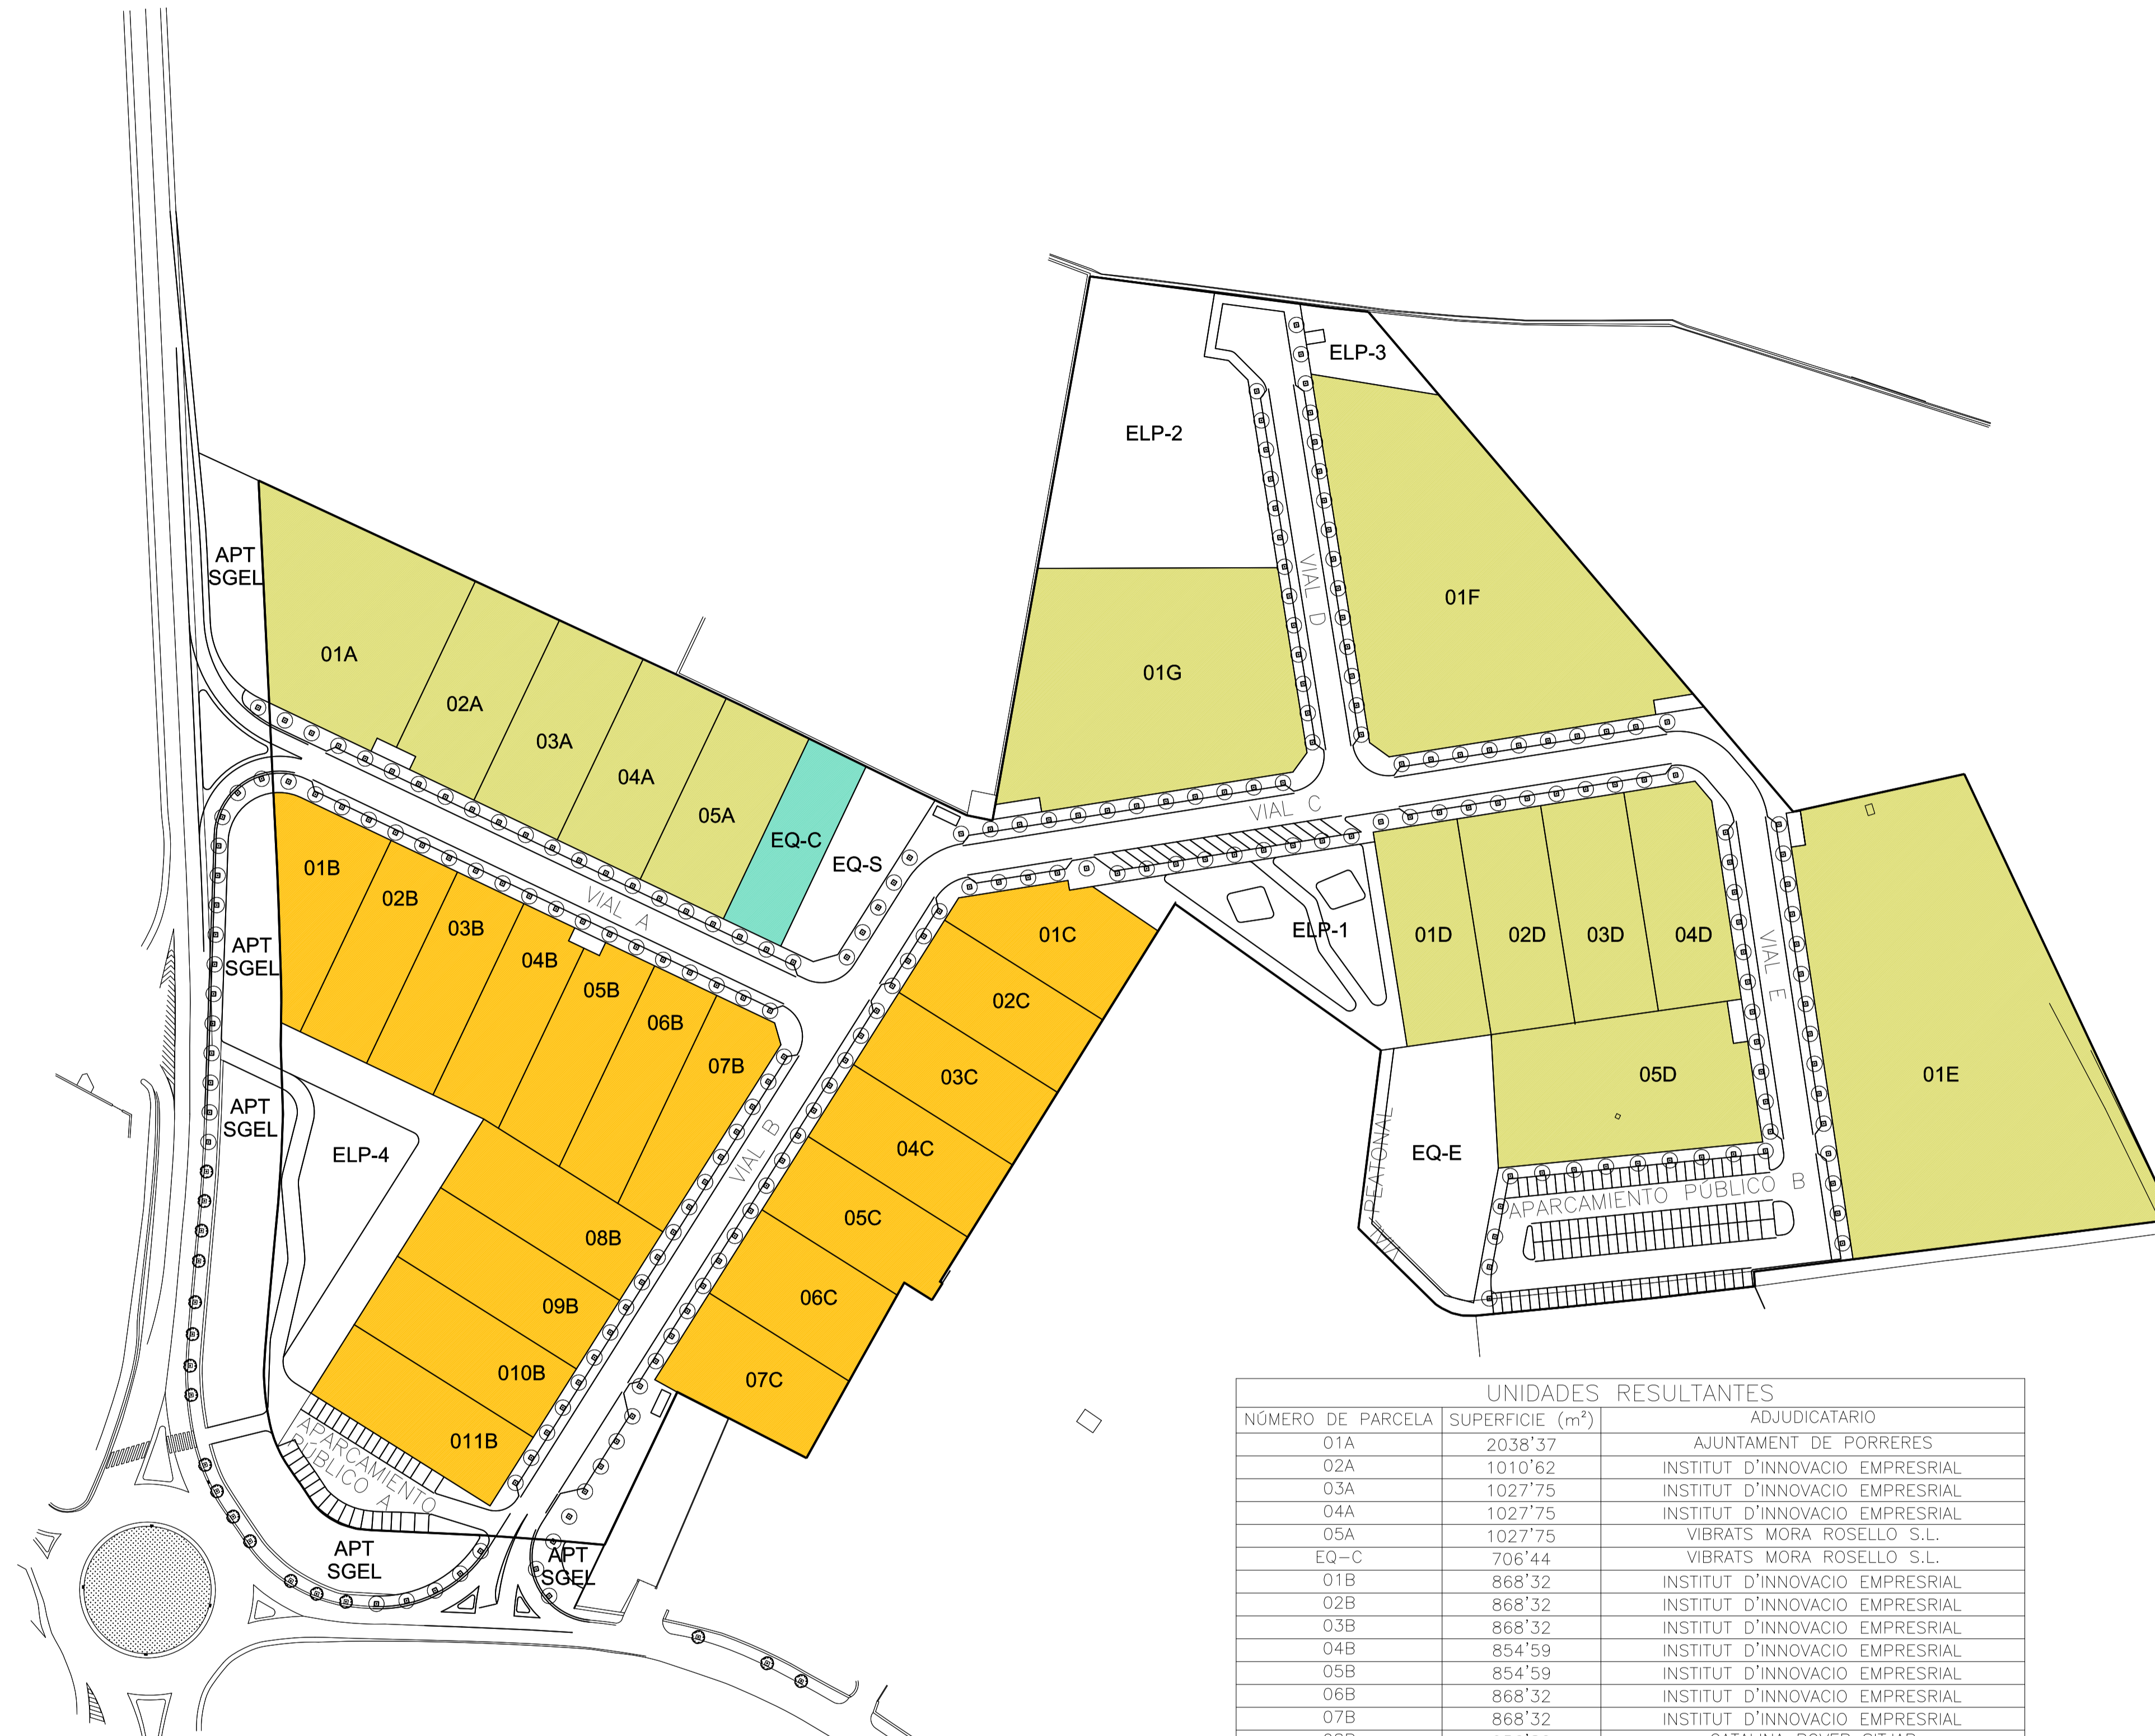 ELP-3
ELP-2
APT
SGEL
VIAL D
01F
01A
01G
02A
03A
04A
05A
VIAL C
EQ-C
EQ-S
01B
02B
VIAL A
03B
04B
05B
06B
07B
APT
SGEL
01C
02C
03C
04C
05C
06C
07C
ELP-1
01D
02D
03D
04D
VIAL E
05D
01E
APT
SGEL
ELP-4
VIAL B
VIAL PEATONAL
EQ-E
APARCAMIENTO PÚBLICO B
08B
09B
010B
011B
APARCAMIENTO
PÚBLICO A
APT
SGEL
APT
SGEL
UNIDADES RESULTANTES
NÚMERO DE PARCELA SUPERFICIE (m²) ADJUDICATARIO
01A 2038'37 AJUNTAMENT DE PORRERES
02A 1010'62 INSTITUT D'INNOVACIO EMPRESRIAL
03A 1027'75 INSTITUT D'INNOVACIO EMPRESRIAL
04A 1027'75 INSTITUT D'INNOVACIO EMPRESRIAL
05A 1027'75 VIBRATS MORA ROSELLO S.L.
EQ-C 706'44 VIBRATS MORA ROSELLO S.L.
01B 868'32 INSTITUT D'INNOVACIO EMPRESRIAL
02B 868'32 INSTITUT D'INNOVACIO EMPRESRIAL
03B 868'32 INSTITUT D'INNOVACIO EMPRESRIAL
04B 854'59 INSTITUT D'INNOVACIO EMPRESRIAL
05B 854'59 INSTITUT D'INNOVACIO EMPRESRIAL
06B 868'32 INSTITUT D'INNOVACIO EMPRESRIAL
07B 868'32 INSTITUT D'INNOVACIO EMPRESRIAL